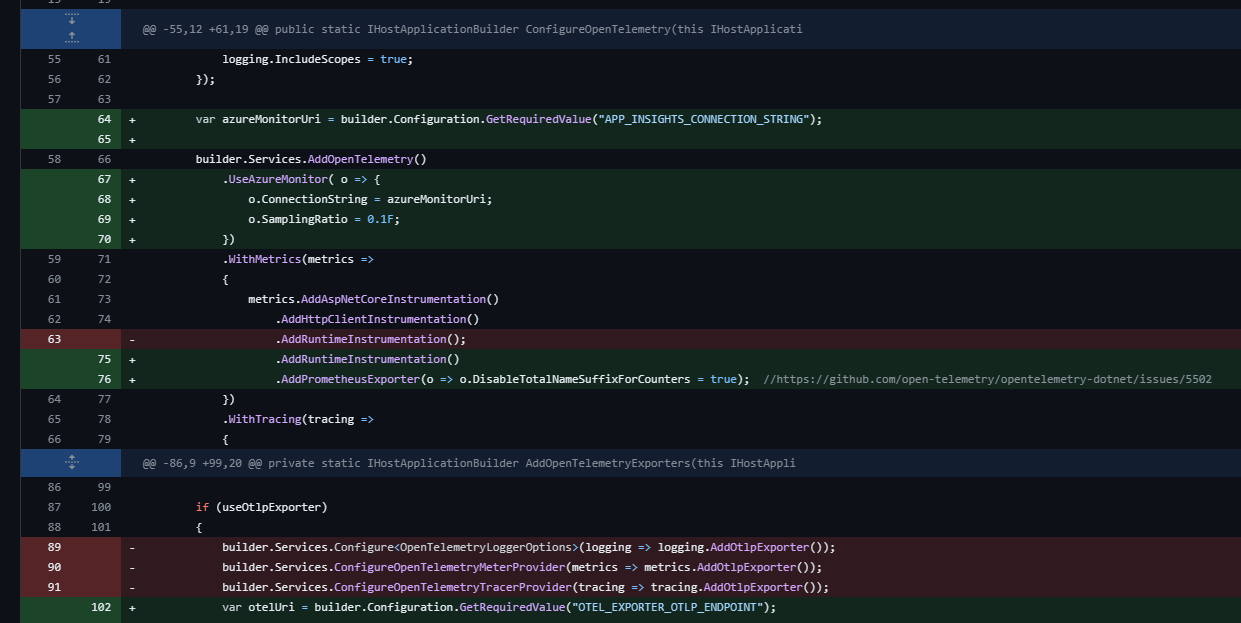 @@ -55,12 +61,19 @@ public static IHostApplicationBuilder ConfigureOpenTelemetry(this IHostApplicati
55 61 logging.IncludeScopes = true;
56 62 });
57 63
64 + var azureMonitorUri = builder.Configuration.GetRequiredValue("APP_INSIGHTS_CONNECTION_STRING");
65 +
58 66 builder.Services.AddOpenTelemetry()
67 + .UseAzureMonitor( o => {
68 + o.ConnectionString = azureMonitorUri;
69 + o.SamplingRatio = 0.1F;
70 + })
59 71 .WithMetrics(metrics =>
60 72 {
61 73 metrics.AddAspNetCoreInstrumentation()
62 74 .AddHttpClientInstrumentation()
63 - .AddRuntimeInstrumentation();
75 + .AddRuntimeInstrumentation()
76 + .AddPrometheusExporter(o => o.DisableTotalNameSuffixForCounters = true); //https://github.com/open-telemetry/opentelemetry-dotnet/issues/5502
64 77 })
65 78 .WithTracing(tracing =>
66 79 {
@@ -86,9 +99,20 @@ private static IHostApplicationBuilder AddOpenTelemetryExporters(this IHostAppli
86 99
87 100 if (useOtlpExporter)
88 101 {
89 - builder.Services.Configure<OpenTelemetryLoggerOptions>(logging => logging.AddOtlpExporter());
90 - builder.Services.ConfigureOpenTelemetryMeterProvider(metrics => metrics.AddOtlpExporter());
91 - builder.Services.ConfigureOpenTelemetryTracerProvider(tracing => tracing.AddOtlpExporter());
102 + var otelUri = builder.Configuration.GetRequiredValue("OTEL_EXPORTER_OTLP_ENDPOINT");